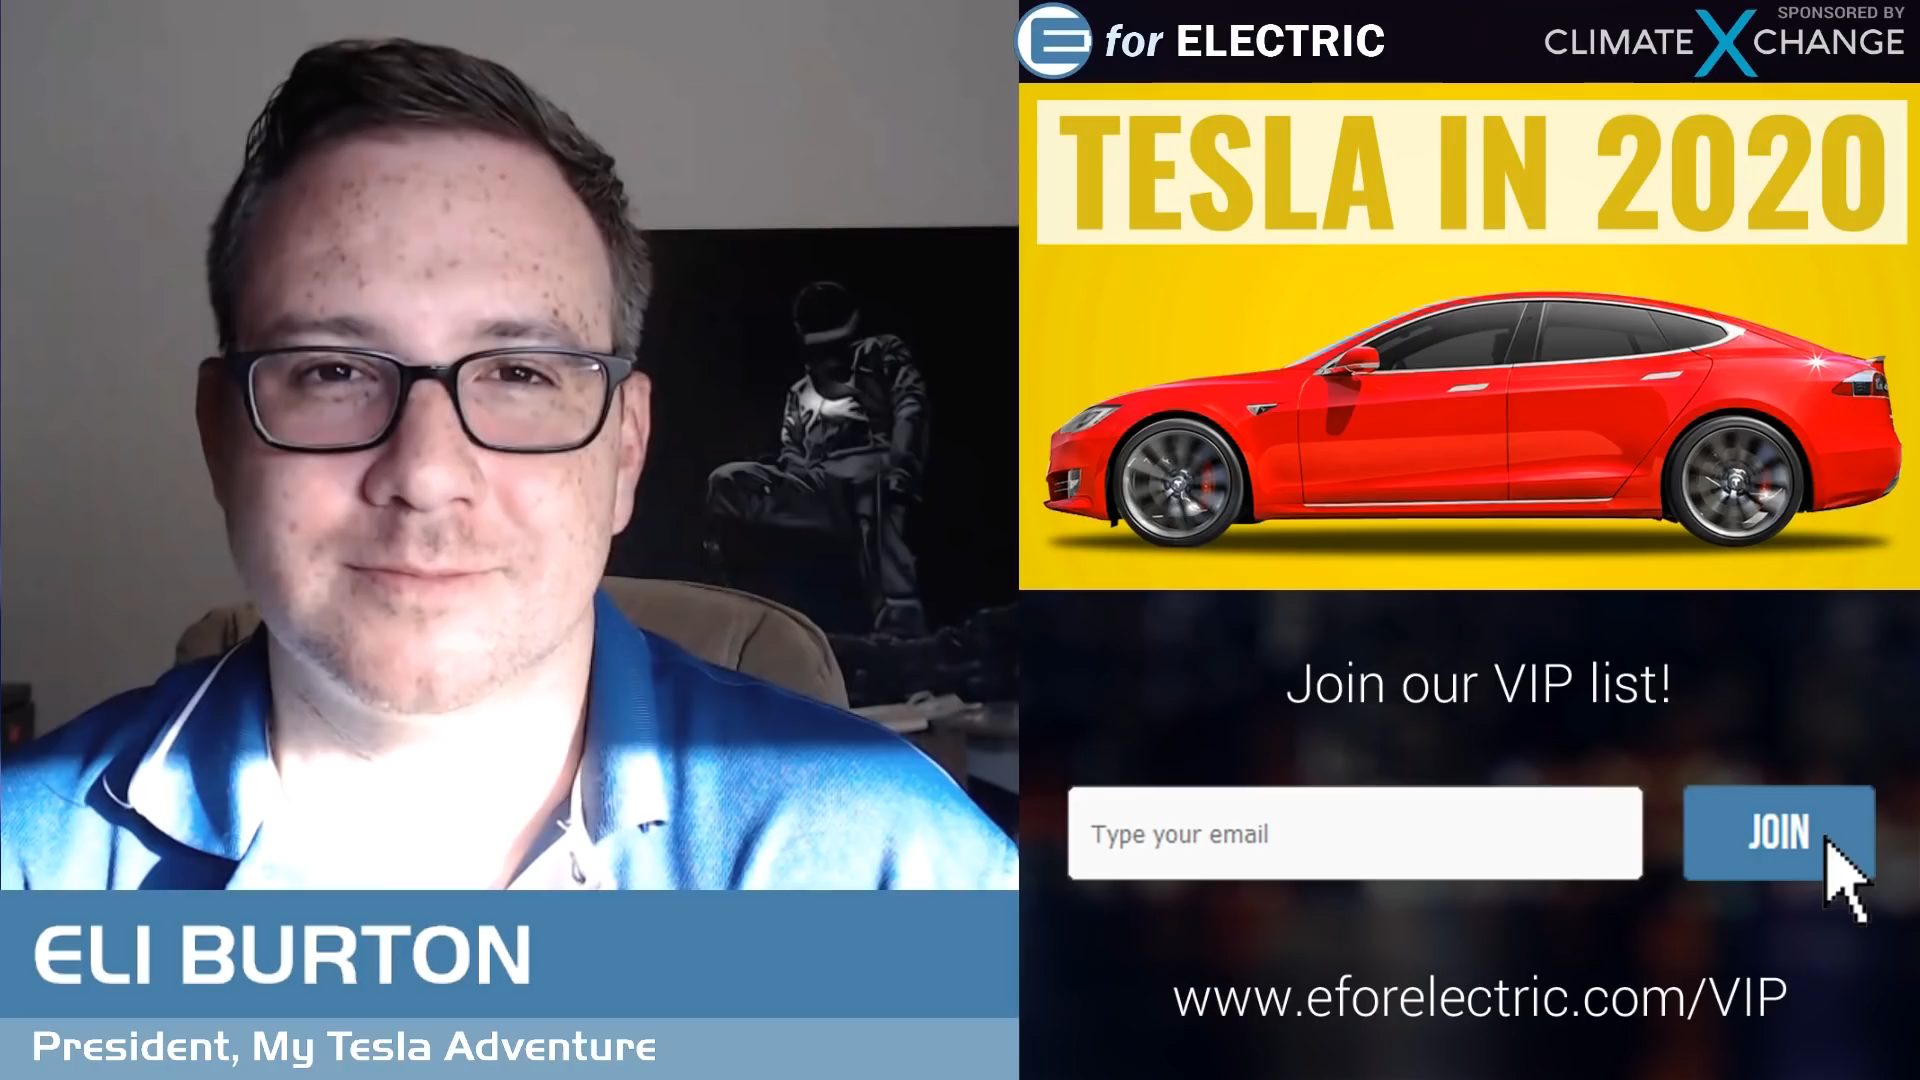 E for ELECTRIC
SPONSORED BY
CLIMATE XCHANGE
TESLA IN 2020
Join our VIP list!
Type your email
JOIN
www.eforelectric.com/VIP
ELI BURTON
President, My Tesla Adventure